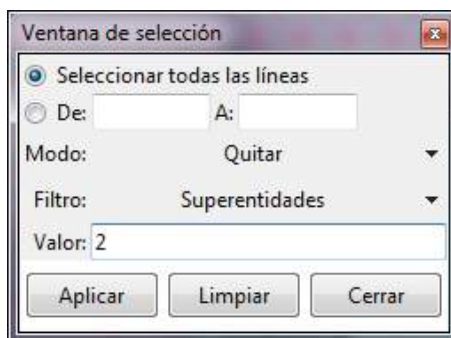 Ventana de selección
Seleccionar todas las líneas
De: A:
Modo: Quitar
Filtro: Superentidades
Valor: 2
Aplicar Limpiar Cerrar